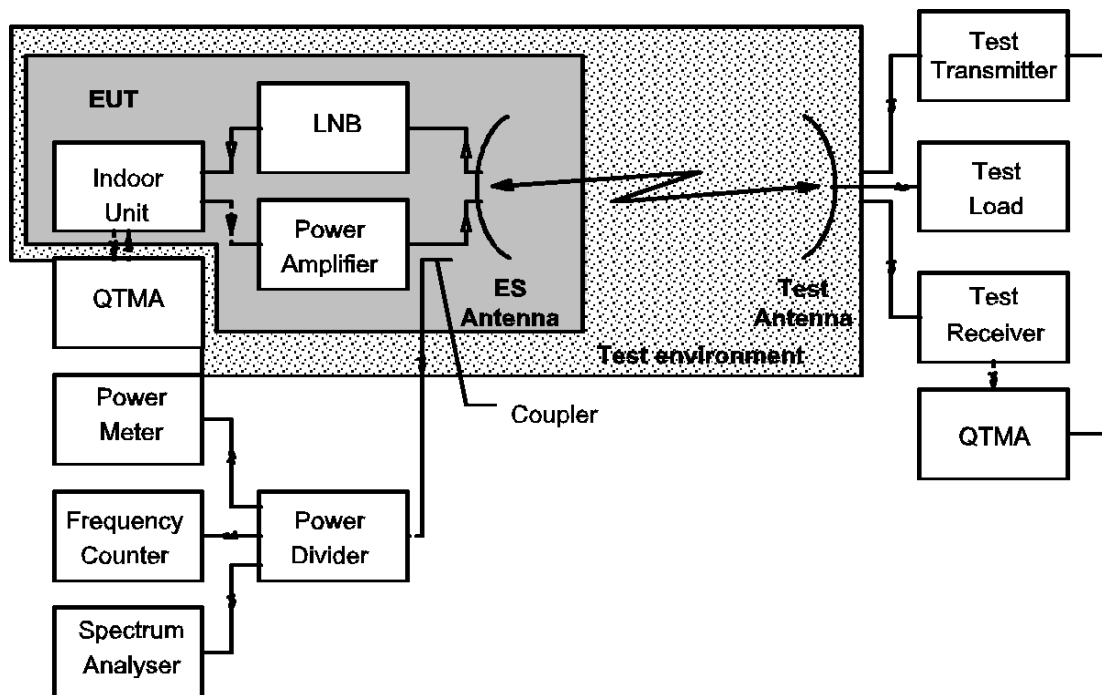 EUT
LNB
Indoor
Unit
Power
Amplifier
QTMA
ES
Antenna
Test
Antenna
Test environment
Test
Transmitter
Test
Load
Test
Receiver
QTMA
Coupler
Power
Meter
Frequency
Counter
Power
Divider
Spectrum
Analyser